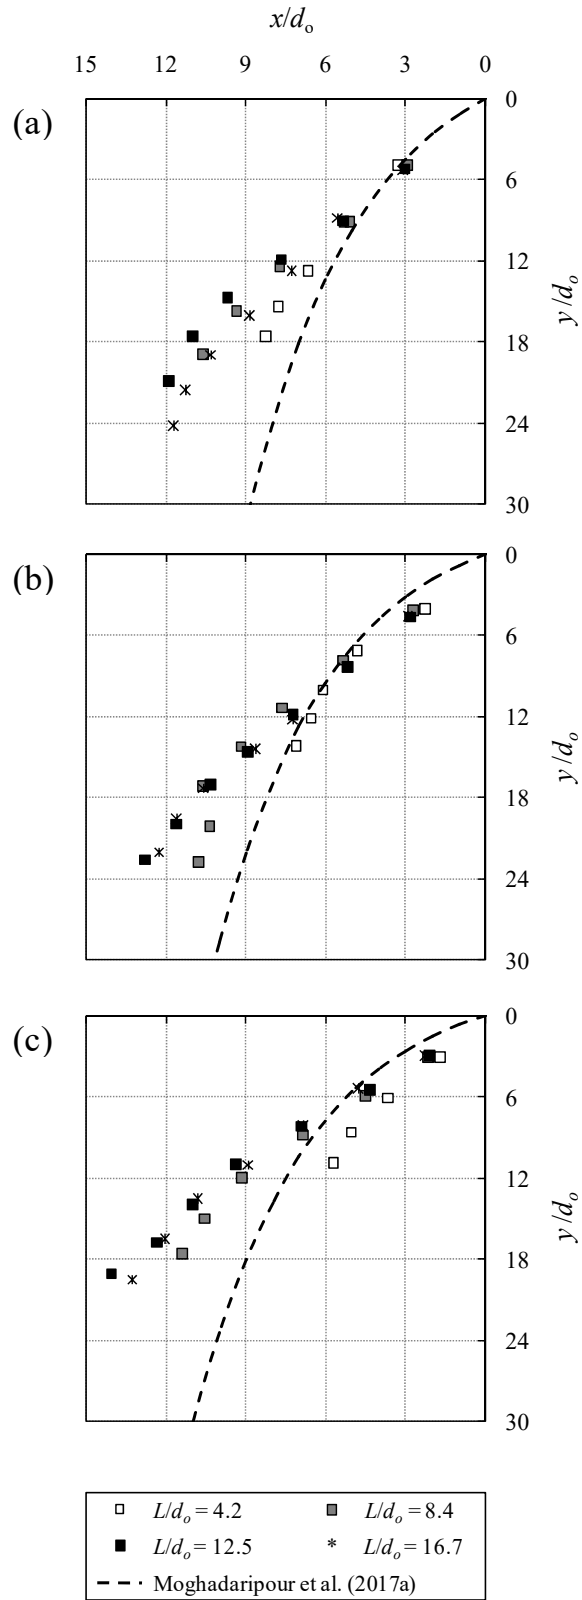 x/dₒ
15 12 9 6 3 0
(a)
0
6
12
18
24
30
y/dₒ
(b)
0
6
12
18
24
30
y/dₒ
(c)
0
6
12
18
24
30
y/dₒ
L/dₒ = 4.2 L/dₒ = 8.4
L/dₒ = 12.5 * L/dₒ = 16.7
Moghadaripour et al. (2017a)